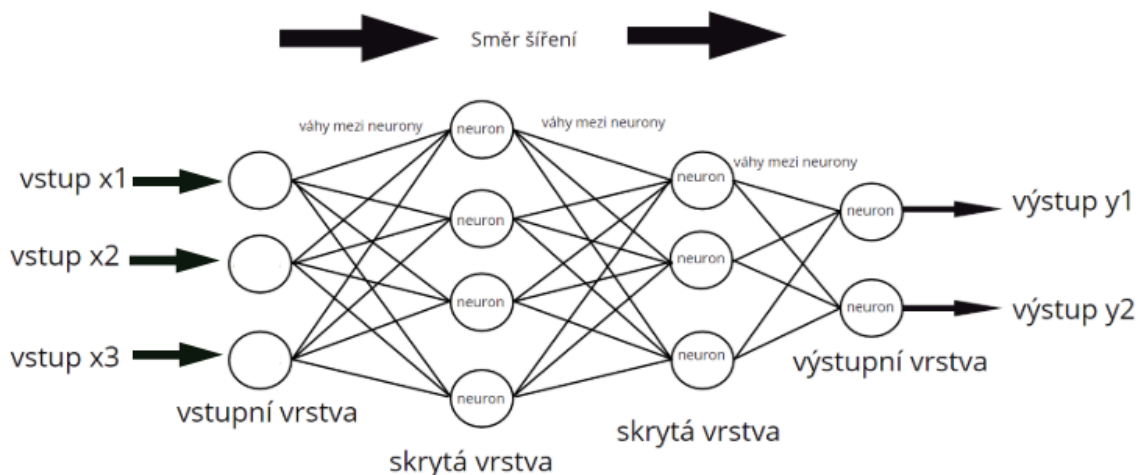 Směr šíření
váhy mezi neurony
váhy mezi neurony
váhy mezi neurony
vstup x1
vstup x2
vstup x3
vstupní vrstva
neuron
neuron
neuron
neuron
skrytá vrstva
neuron
neuron
neuron
skrytá vrstva
neuron
neuron
výstupní vrstva
výstup y1
výstup y2